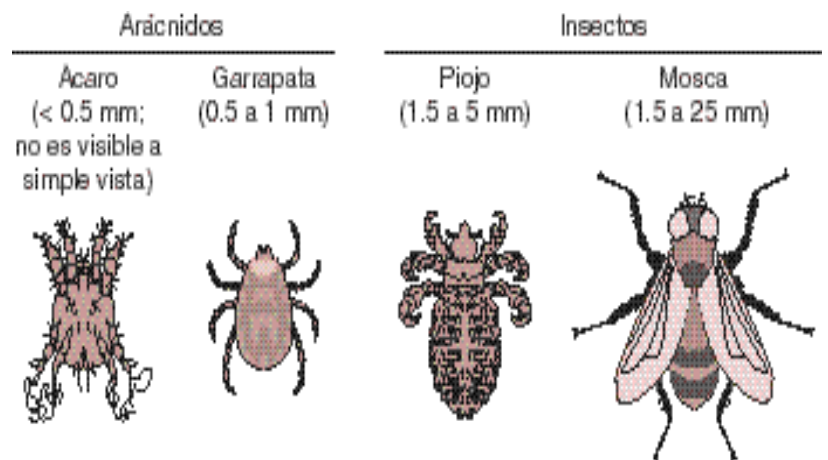 Arácnidos
Insectos
Ácaro
(< 0.5 mm;
no es visible a
simple vista)
Garrapata
(0.5 a 1 mm)
Piojo
(1.5 a 5 mm)
Mosca
(1.5 a 25 mm)